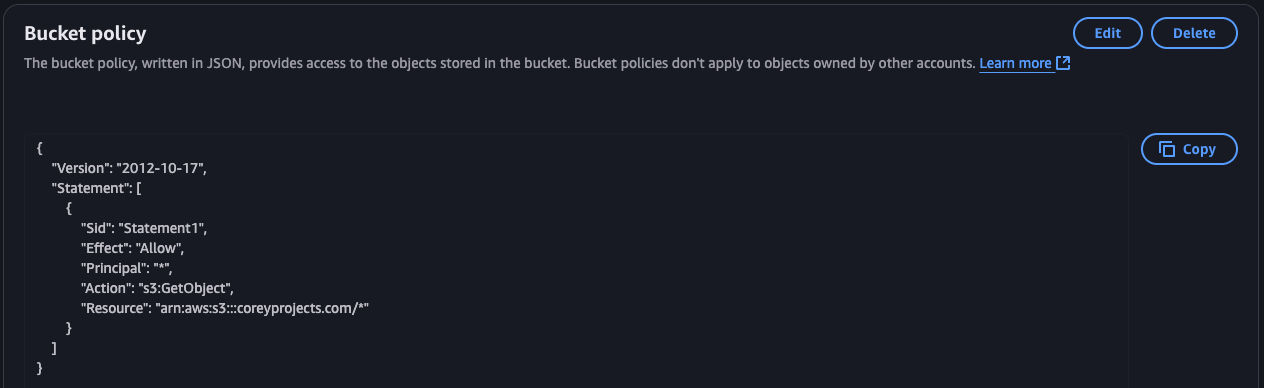 Bucket policy
Edit
Delete
The bucket policy, written in JSON, provides access to the objects stored in the bucket. Bucket policies don't apply to objects owned by other accounts. Learn more
Copy
{
"Version": "2012-10-17",
"Statement": [
{
"Sid": "Statement1",
"Effect": "Allow",
"Principal": "*",
"Action": "s3:GetObject",
"Resource": "arn:aws:s3:::coreyprojects.com/*"
}
]
}